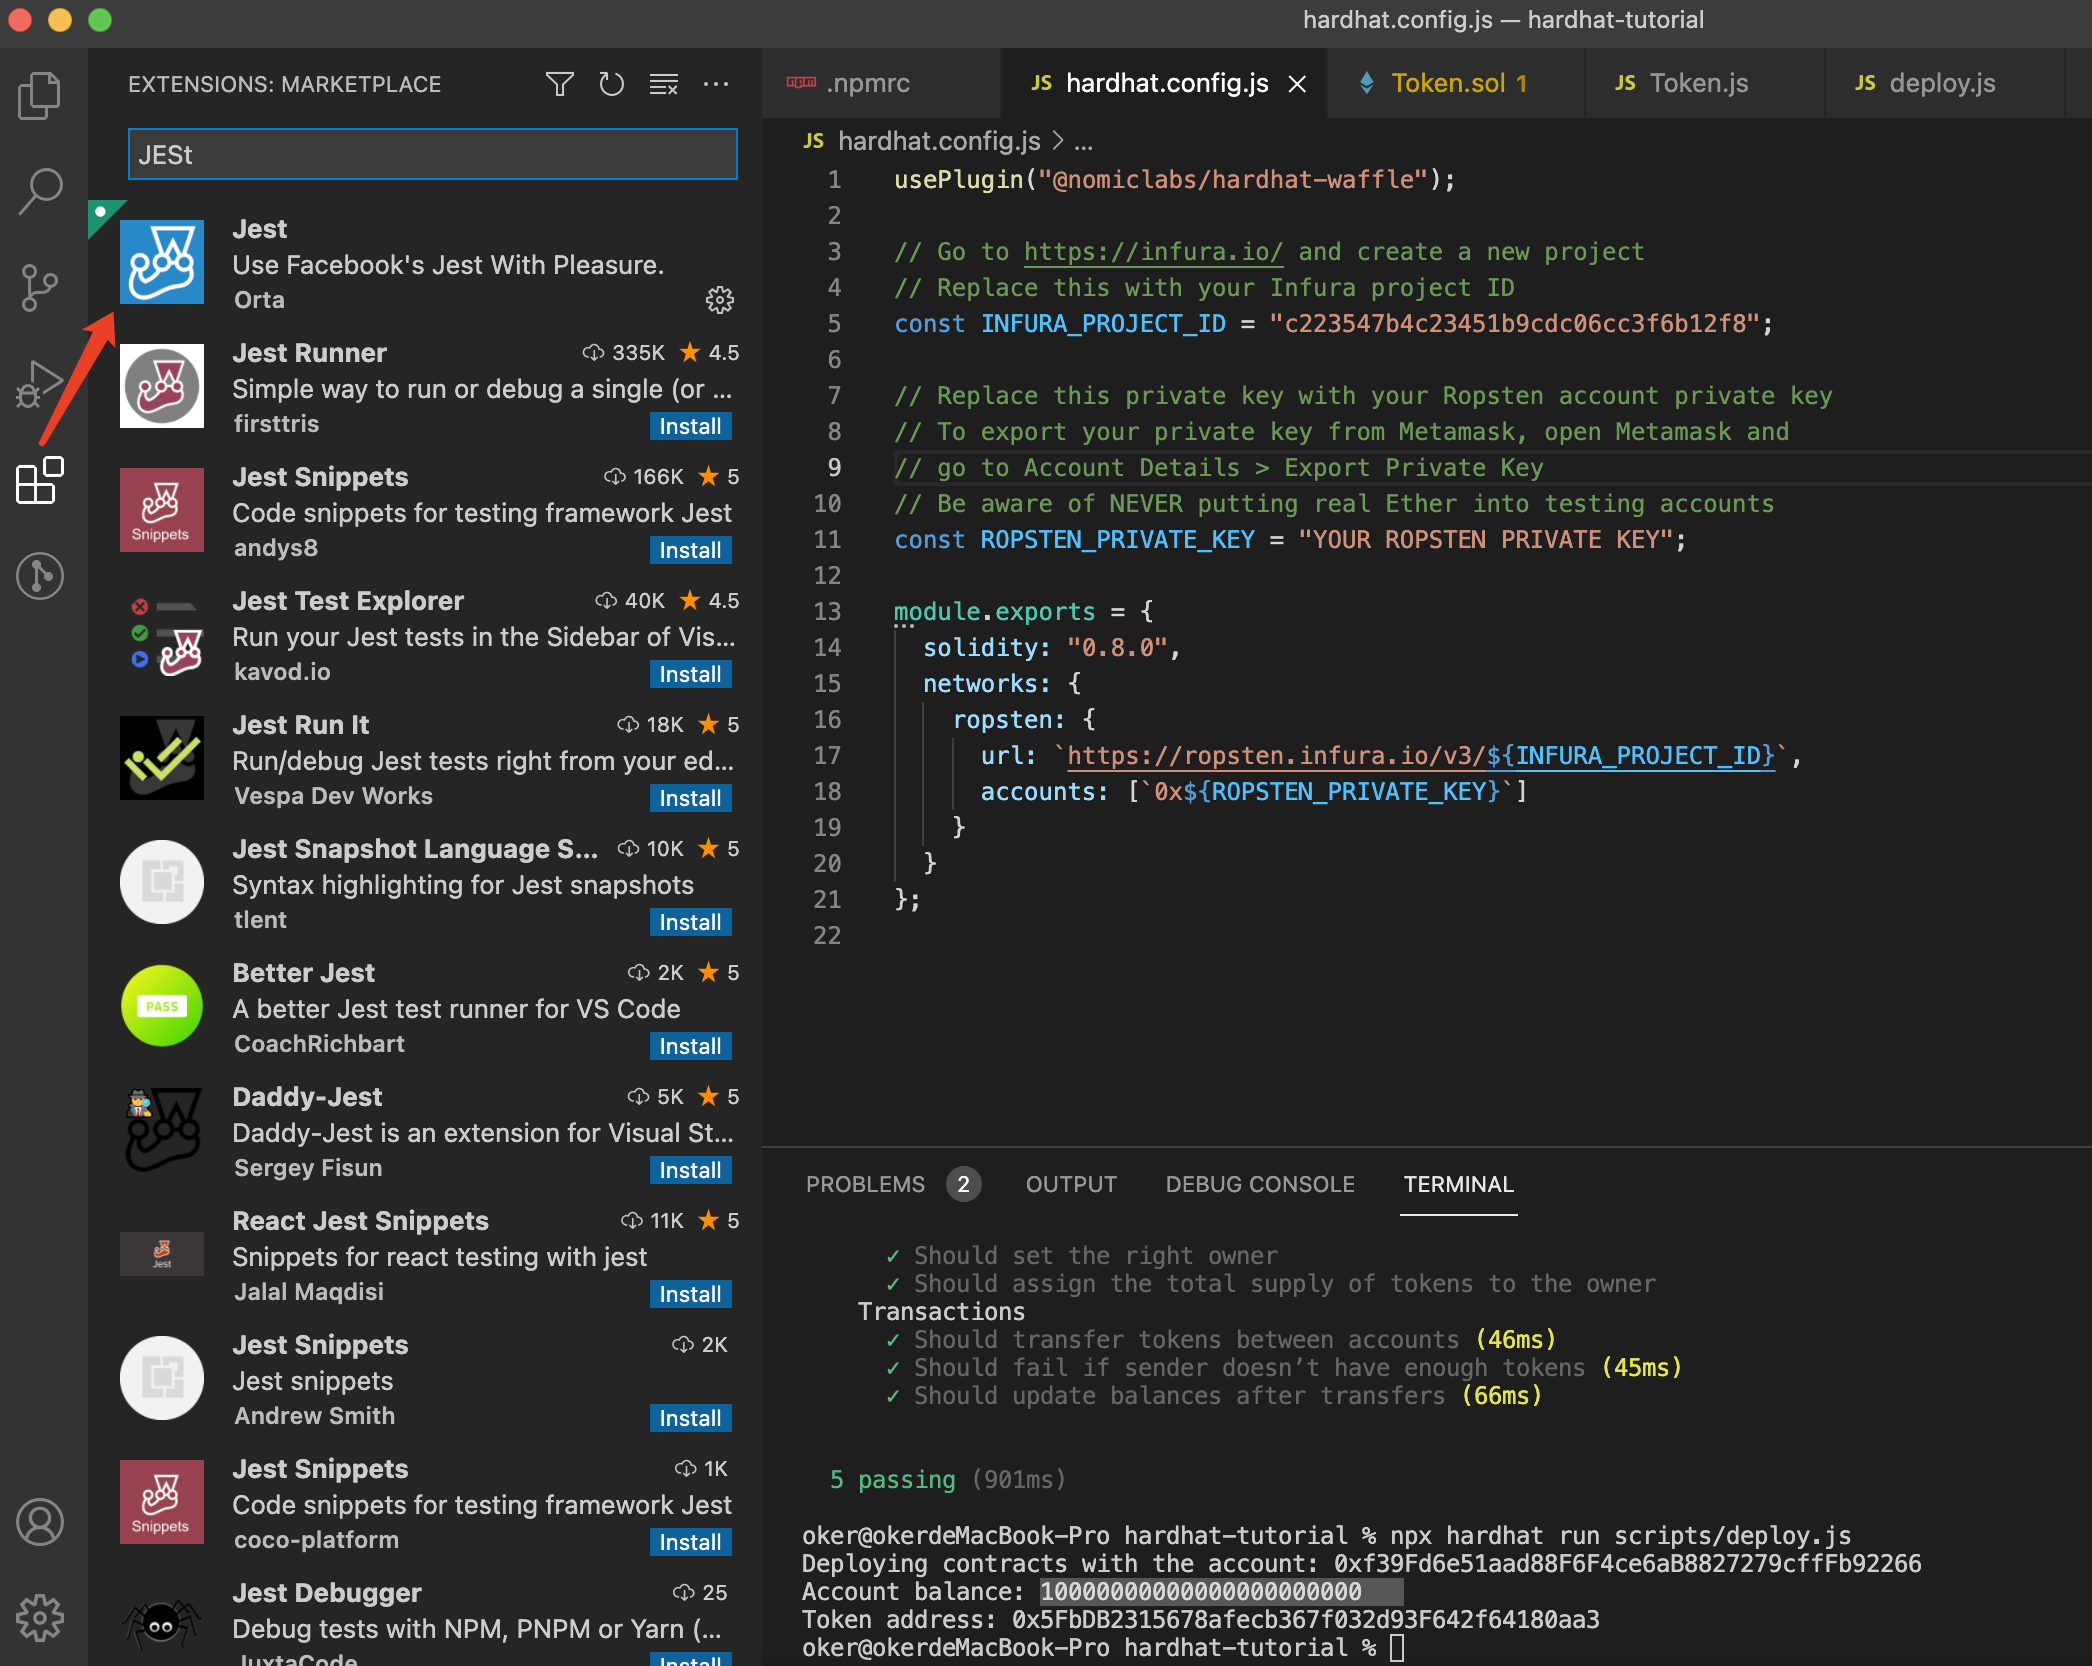 hardhat.config.js — hardhat-tutorial
EXTENSIONS: MARKETPLACE
JESt
Jest
Use Facebook's Jest With Pleasure.
Orta
Jest Runner 335K 4.5
Simple way to run or debug a single (or ...
firsttris
Install
Jest Snippets 166K 5
Code snippets for testing framework Jest
andys8
Install
Snippets
Jest Test Explorer 40K 4.5
Run your Jest tests in the Sidebar of Vis...
kavod.io
Install
Jest Run It 18K 5
Run/debug Jest tests right from your ed...
Vespa Dev Works
Install
Jest Snapshot Language S... 10K 5
Syntax highlighting for Jest snapshots
tlent
Install
Better Jest 2K 5
A better Jest test runner for VS Code
CoachRichbart
Install
PASS
Daddy-Jest 5K 5
Daddy-Jest is an extension for Visual St...
Sergey Fisun
Install
React Jest Snippets 11K 5
Snippets for react testing with jest
Jalal Maqdisi
Install
Jest
Jest Snippets 2K
Jest snippets
Andrew Smith
Install
Jest Snippets 1K
Code snippets for testing framework Jest
coco-platform
Install
Snippets
Jest Debugger 25
Debug tests with NPM, PNPM or Yarn (...
JuxtaCode
Install
npm .npmrc
JS hardhat.config.js
Token.sol 1
JS Token.js
JS deploy.js
JS hardhat.config.js > ...
1 usePlugin("@nomiclabs/hardhat-waffle");
2
3 // Go to https://infura.io/ and create a new project
4 // Replace this with your Infura project ID
5 const INFURA_PROJECT_ID = "c223547b4c23451b9cdc06cc3f6b12f8";
6
7 // Replace this private key with your Ropsten account private key
8 // To export your private key from Metamask, open Metamask and
9 // go to Account Details > Export Private Key
10 // Be aware of NEVER putting real Ether into testing accounts
11 const ROPSTEN_PRIVATE_KEY = "YOUR ROPSTEN PRIVATE KEY";
12
13 module.exports = {
14 solidity: "0.8.0",
15 networks: {
16 ropsten: {
17 url: `https://ropsten.infura.io/v3/${INFURA_PROJECT_ID}`,
18 accounts: [`0x${ROPSTEN_PRIVATE_KEY}`]
19 }
20 }
21 };
22
PROBLEMS 2 OUTPUT DEBUG CONSOLE TERMINAL
✓ Should set the right owner
✓ Should assign the total supply of tokens to the owner
Transactions
✓ Should transfer tokens between accounts (46ms)
✓ Should fail if sender doesn’t have enough tokens (45ms)
✓ Should update balances after transfers (66ms)
5 passing (901ms)
oker@okerdeMacBook-Pro hardhat-tutorial % npx hardhat run scripts/deploy.js
Deploying contracts with the account: 0xf39Fd6e51aad88F6F4ce6aB8827279cffFb92266
Account balance: 10000000000000000000000
Token address: 0x5FbDB2315678afecb367f032d93F642f64180aa3
oker@okerdeMacBook-Pro hardhat-tutorial %